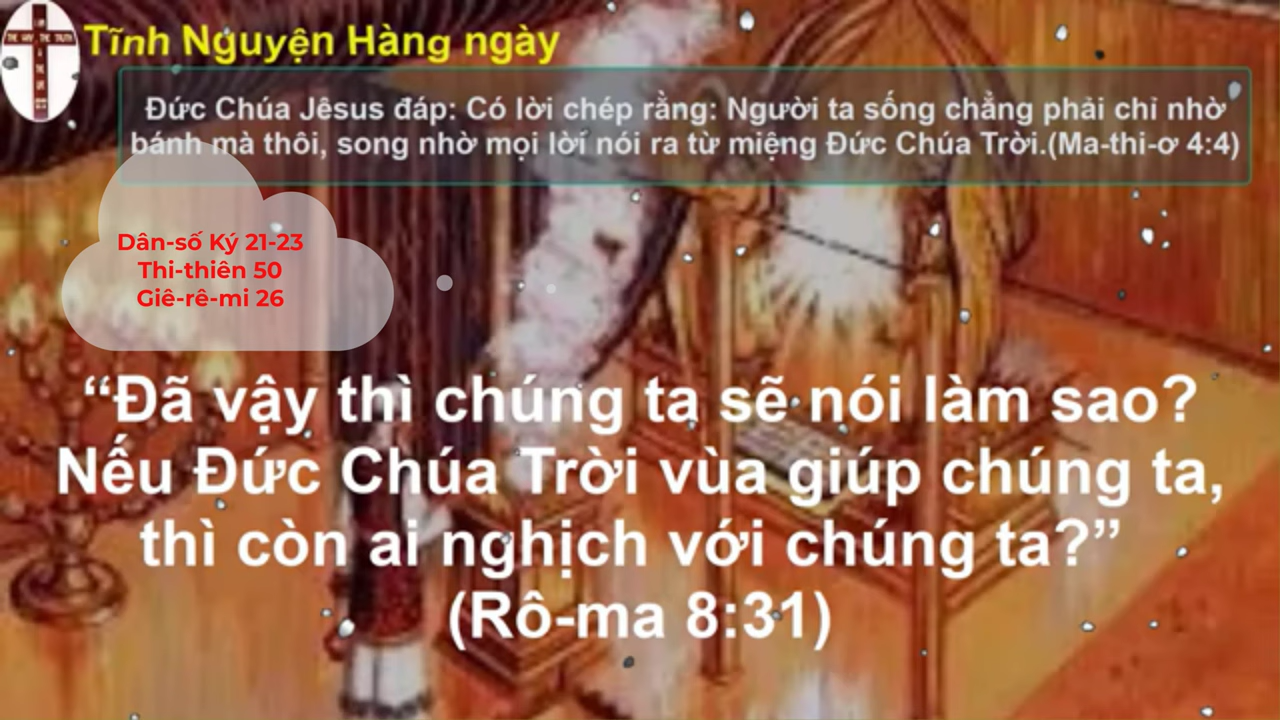 THE WAY THE TRUTH
Tĩnh Nguyện Hàng ngày
Đức Chúa Jêsus đáp: Có lời chép rằng: Người ta sống chẳng phải chỉ nhờ
bánh mà thôi, song nhờ mọi lời nói ra từ miệng Đức Chúa Trời.(Ma-thi-ơ 4:4)
Dân-số Ký 21-23
Thi-thiên 50
Giê-rê-mi 26
“Đã vậy thì chúng ta sẽ nói làm sao?
Nếu Đức Chúa Trời vùa giúp chúng ta,
thì còn ai nghịch với chúng ta?”
(Rô-ma 8:31)